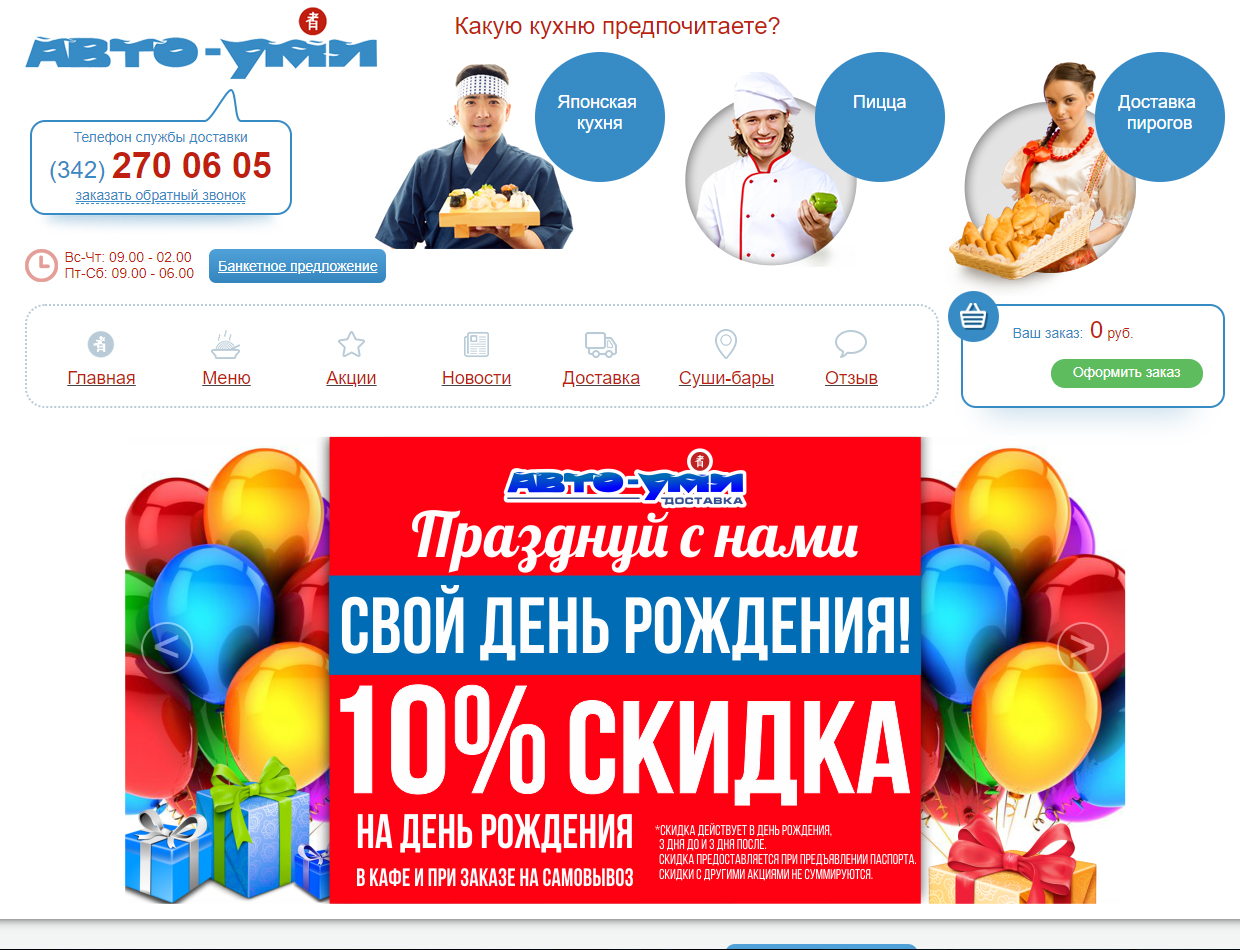 АВТО-УМИ
Какую кухню предпочитаете?
Телефон службы доставки
(342) 270 06 05
заказать обратный звонок
Японская
кухня
Пицца
Доставка
пирогов
Вс-Чт: 09.00 - 02.00
Пт-Сб: 09.00 - 06.00
Банкетное предложение
Главная
Меню
Акции
Новости
Доставка
Суши-бары
Отзыв
Ваш заказ: 0 руб.
Оформить заказ
АВТО-УМИ
ДОСТАВКА
Празднуй с нами
СВОЙ ДЕНЬ РОЖДЕНИЯ!
<
>
10% СКИДКА
НА ДЕНЬ РОЖДЕНИЯ
В КАФЕ И ПРИ ЗАКАЗЕ НА САМОВЫВОЗ
*СКИДКА ДЕЙСТВУЕТ В ДЕНЬ РОЖДЕНИЯ,
3 ДНЯ ДО И 3 ДНЯ ПОСЛЕ.
СКИДКА ПРЕДОСТАВЛЯЕТСЯ ПРИ ПРЕДЪЯВЛЕНИИ ПАСПОРТА.
СКИДКИ С ДРУГИМИ АКЦИЯМИ НЕ СУММИРУЮТСЯ.